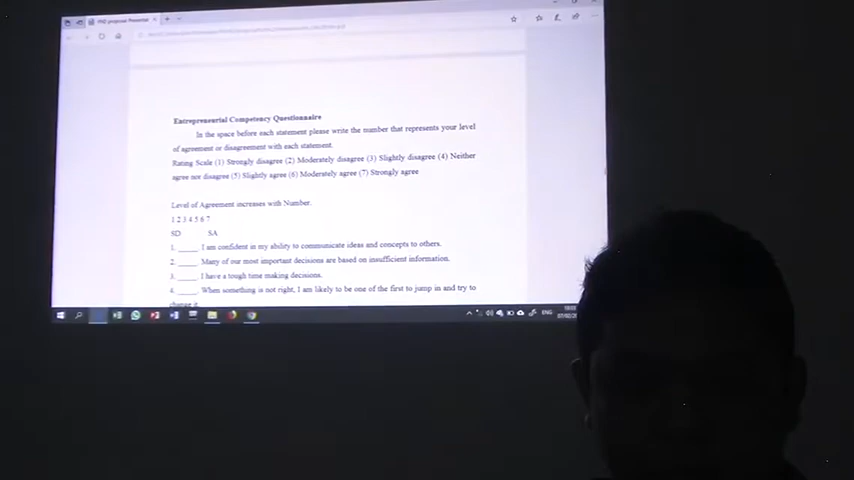 PHD proposal Presentat
Entrepreneurial Competency Questionnaire
In the space before each statement please write the number that represents your level
of agreement or disagreement with each statement.
Rating Scale (1) Strongly disagree (2) Moderately disagree (3) Slightly disagree (4) Neither
agree nor disagree (5) Slightly agree (6) Moderately agree (7) Strongly agree
Level of Agreement increases with Number.
1 2 3 4 5 6 7
SD SA
1. _____ I am confident in my ability to communicate ideas and concepts to others.
2. _____ Many of our most important decisions are based on insufficient information.
3. _____ I have a tough time making decisions.
4. _____ When something is not right, I am likely to be one of the first to jump in and try to
change it.
ENG